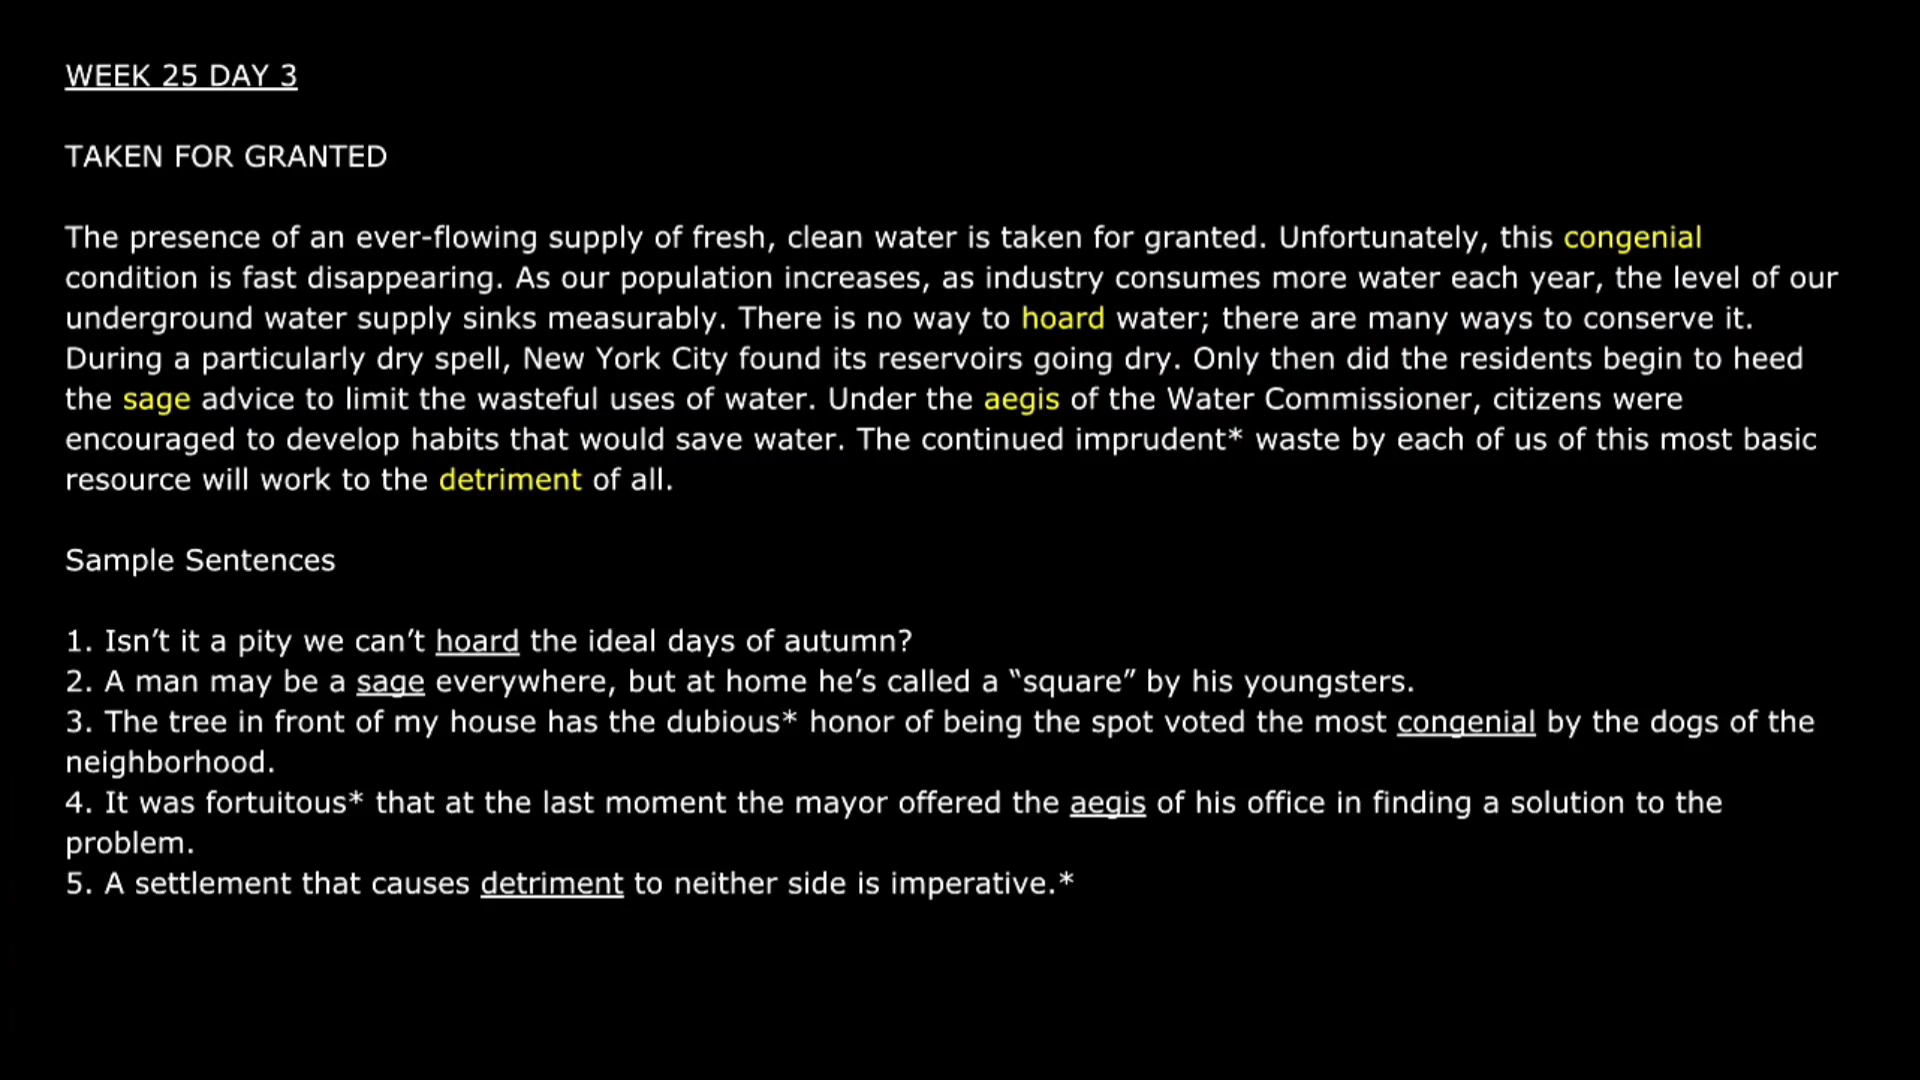 WEEK 25 DAY 3
TAKEN FOR GRANTED
The presence of an ever-flowing supply of fresh, clean water is taken for granted. Unfortunately, this congenial
condition is fast disappearing. As our population increases, as industry consumes more water each year, the level of our
underground water supply sinks measurably. There is no way to hoard water; there are many ways to conserve it.
During a particularly dry spell, New York City found its reservoirs going dry. Only then did the residents begin to heed
the sage advice to limit the wasteful uses of water. Under the aegis of the Water Commissioner, citizens were
encouraged to develop habits that would save water. The continued imprudent* waste by each of us of this most basic
resource will work to the detriment of all.
Sample Sentences
1. Isn’t it a pity we can’t hoard the ideal days of autumn?
2. A man may be a sage everywhere, but at home he’s called a “square” by his youngsters.
3. The tree in front of my house has the dubious* honor of being the spot voted the most congenial by the dogs of the
neighborhood.
4. It was fortuitous* that at the last moment the mayor offered the aegis of his office in finding a solution to the
problem.
5. A settlement that causes detriment to neither side is imperative.*